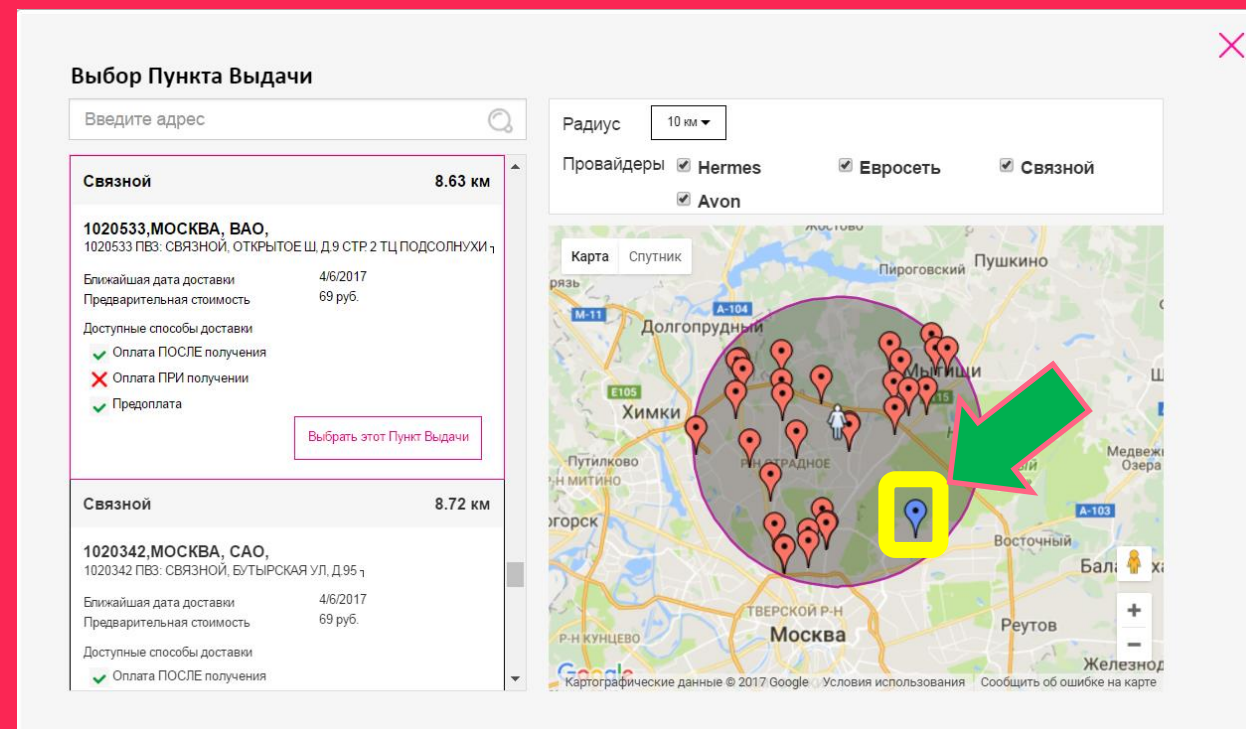 Выбор Пункта Выдачи
Введите адрес
Связной 8.63 км
1020533,МОСКВА, ВАО,
1020533 ПВЗ: СВЯЗНОЙ, ОТКРЫТОЕ Ш, Д.9 СТР. 2 ТЦ ПОДСОЛНУХИ
Ближайшая дата доставки 4/6/2017
Предварительная стоимость 69 руб.
Доступные способы доставки
Оплата ПОСЛЕ получения
Оплата ПРИ получении
Предоплата
Выбрать этот Пункт Выдачи
Связной 8.72 км
1020342,МОСКВА, САО,
1020342 ПВЗ: СВЯЗНОЙ, БУТЫРСКАЯ УЛ, Д.95
Ближайшая дата доставки 4/6/2017
Предварительная стоимость 69 руб.
Доступные способы доставки
Оплата ПОСЛЕ получения
Радиус 10 км
Провайдеры Hermes Евросеть Связной
Avon
Карта Спутник
Пироговский Пушкино
М-11 А-104
Долгопрудный
Мытищи
E105
Химки
Путилково
Р-Н ОТРАДНОЕ
Р-Н МИТИНО
А-103
Восточный
ТВЕРСКОЙ Р-Н
Реутов
Р-Н КУНЦЕВО
Москва
Google
Картографические данные © 2017 Google Условия использования Сообщить об ошибке на карте